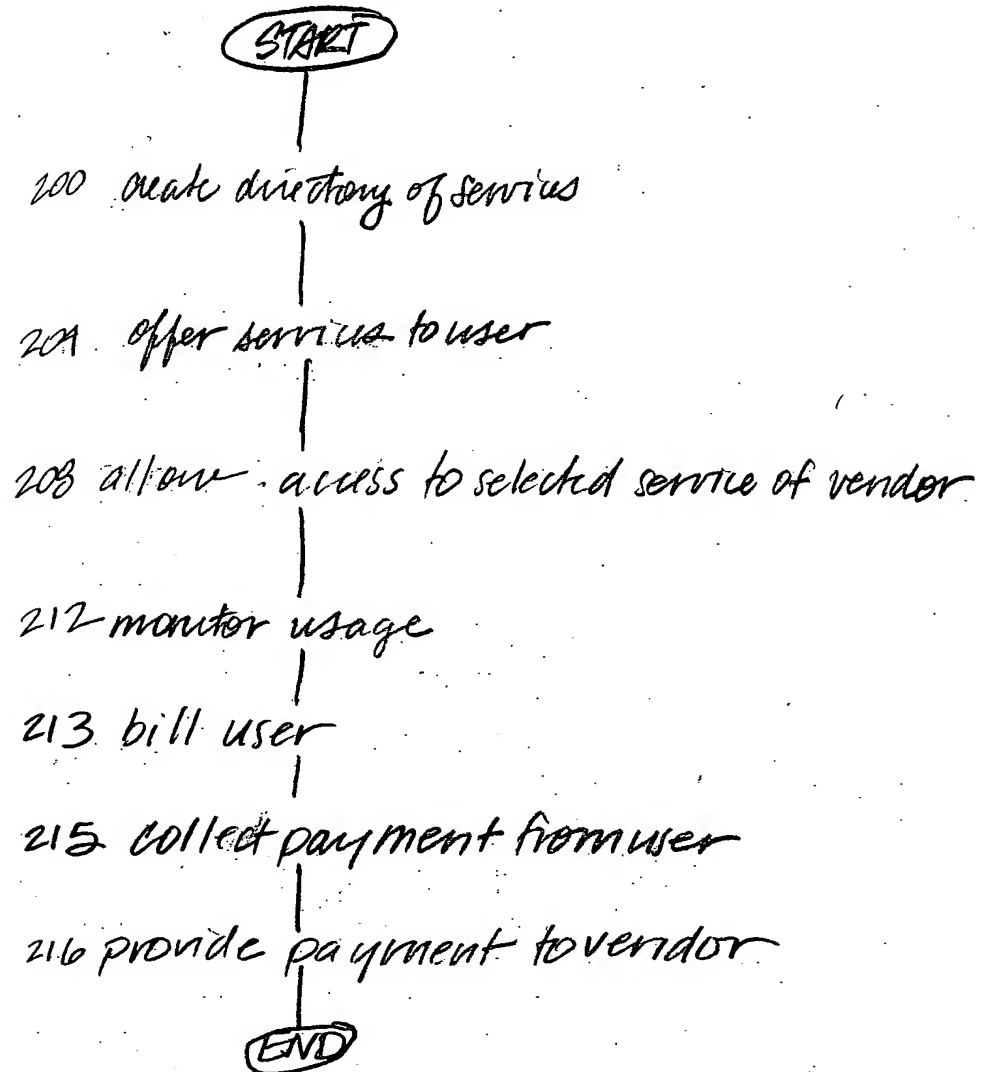 START
200 create directory of services
204 offer services to user
208 allow access to selected service of vendor
212 monitor usage
213 bill user
215 collect payment from user
216 provide payment to vendor
END